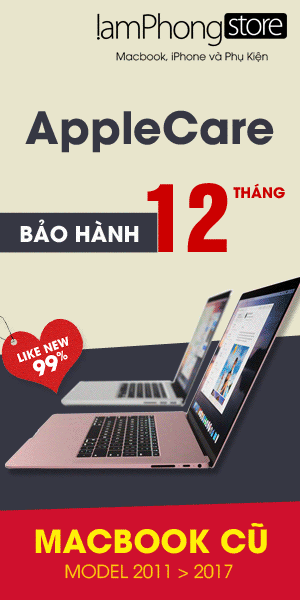 lamPhong store
Macbook, iPhone và Phụ Kiện
AppleCare
BẢO HÀNH 12 THÁNG
LIKE NEW
99%
MACBOOK CŨ
MODEL 2011 > 2017